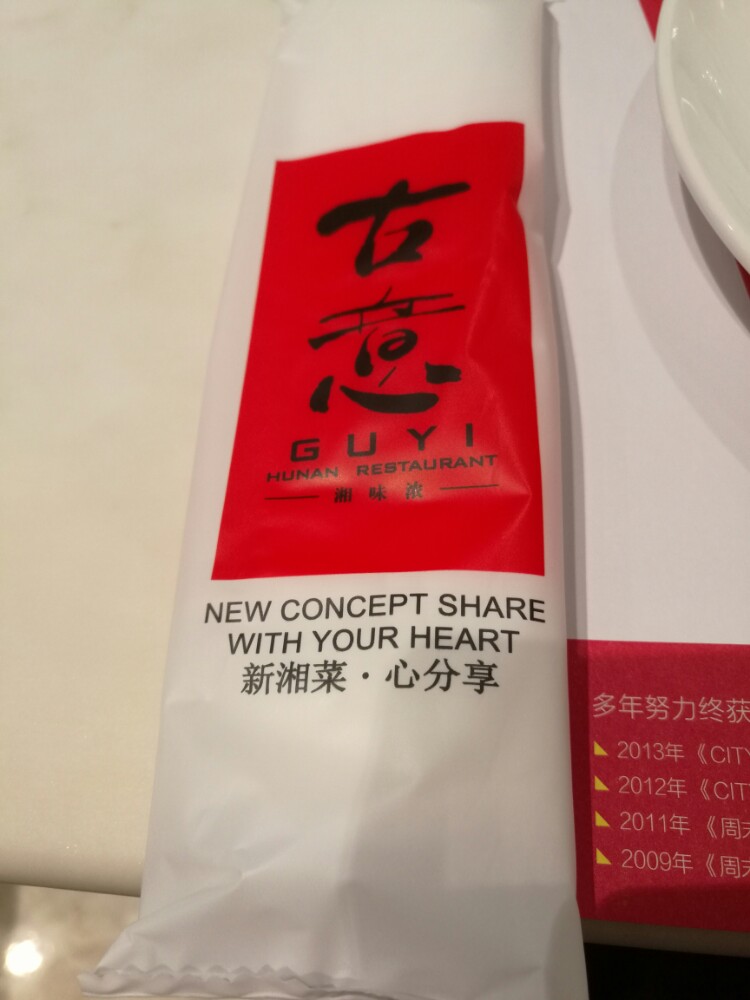 古
意
GUYI
HUNAN RESTAURANT
湘味浓
NEW CONCEPT SHARE
WITH YOUR HEART
新湘菜·心分享
多年努力终获
2013年《CITY
2012年《CIT
2011年《周末
2009年《周末